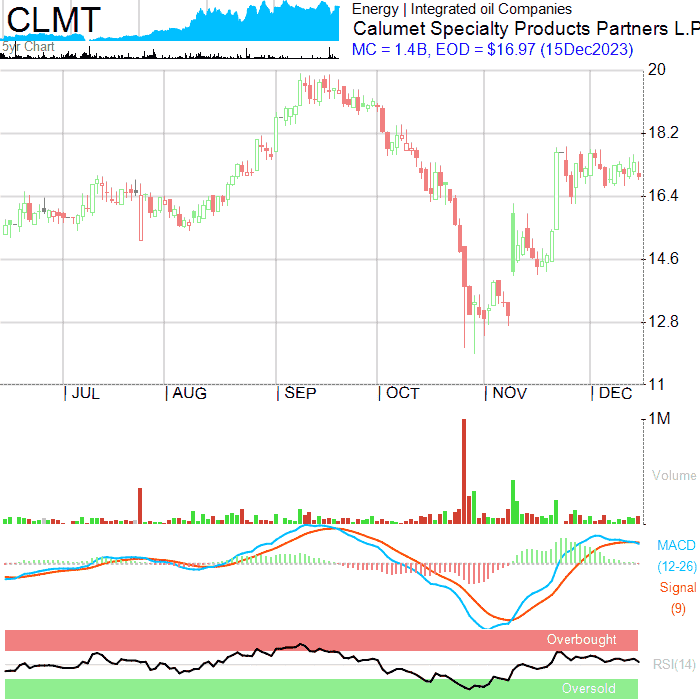 CLMT
5yr Chart
Energy | Integrated oil Companies
Calumet Specialty Products Partners L.P
MC = 1.4B, EOD = $16.97 (15Dec2023)
20
18.2
16.4
14.6
12.8
11
| JUL | AUG | SEP | OCT | NOV | DEC
1M
Volume
MACD
(12-26)
Signal
(9)
Overbought
RSI(14)
Oversold